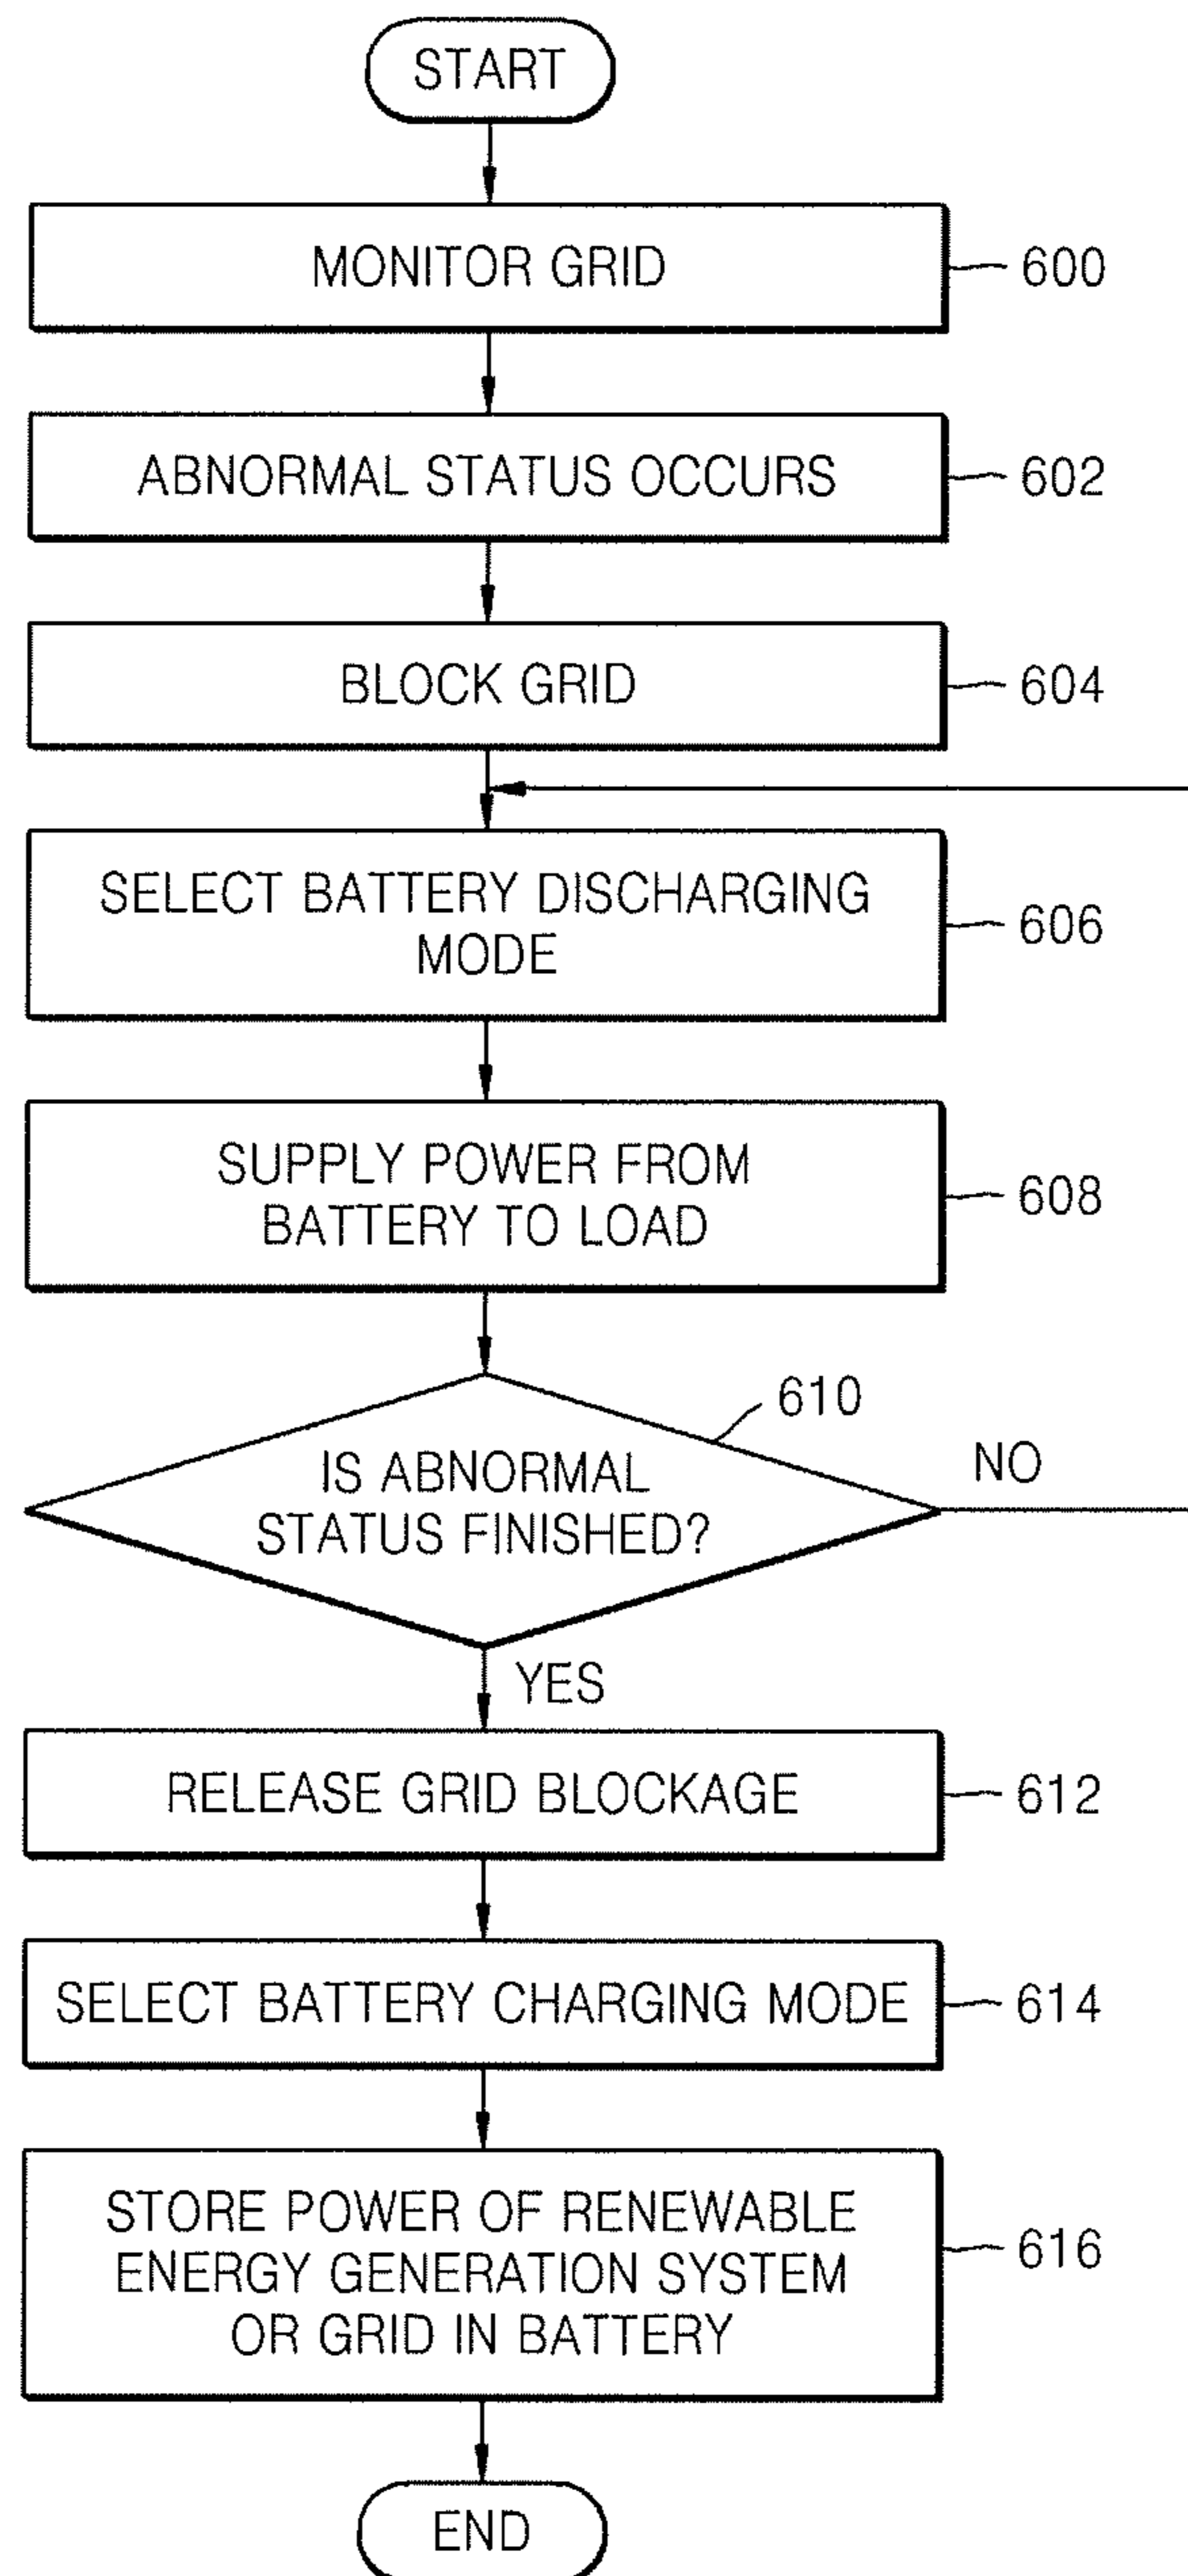 START
MONITOR GRID
600
ABNORMAL STATUS OCCURS
602
BLOCK GRID
604
SELECT BATTERY DISCHARGING
MODE
606
SUPPLY POWER FROM
BATTERY TO LOAD
608
610
IS ABNORMAL
STATUS FINISHED?
NO
YES
RELEASE GRID BLOCKAGE
612
SELECT BATTERY CHARGING MODE
614
STORE POWER OF RENEWABLE
ENERGY GENERATION SYSTEM
OR GRID IN BATTERY
616
END